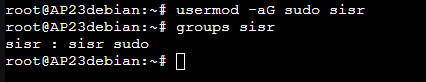 root@AP23debian:~# usermod -aG sudo sisr
root@AP23debian:~# groups sisr
sisr : sisr sudo
root@AP23debian:~#